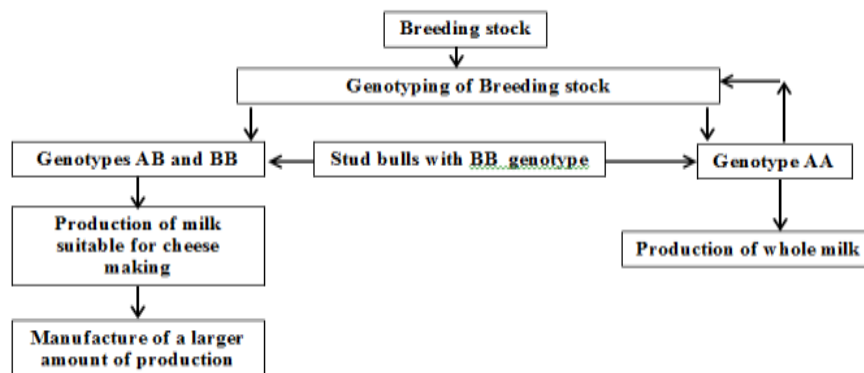 Breeding stock
Genotyping of Breeding stock
Genotypes AB and BB
Stud bulls with BB genotype
Genotype AA
Production of milk
suitable for cheese
making
Production of whole milk
Manufacture of a larger
amount of production